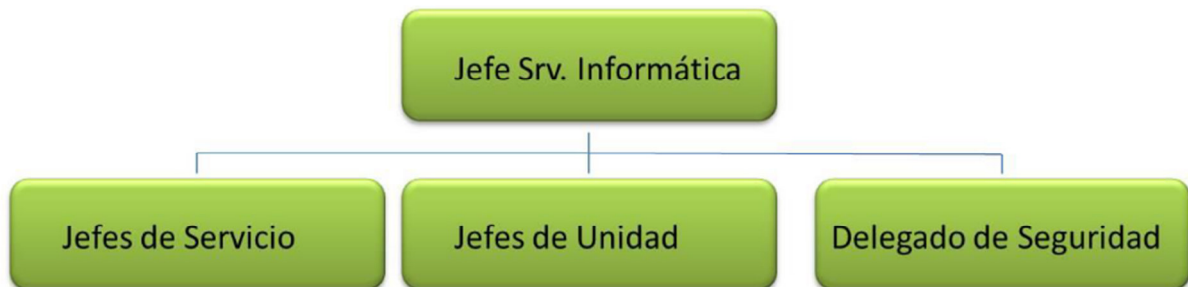 Jefe Srv. Informática
Jefes de Servicio
Jefes de Unidad
Delegado de Seguridad